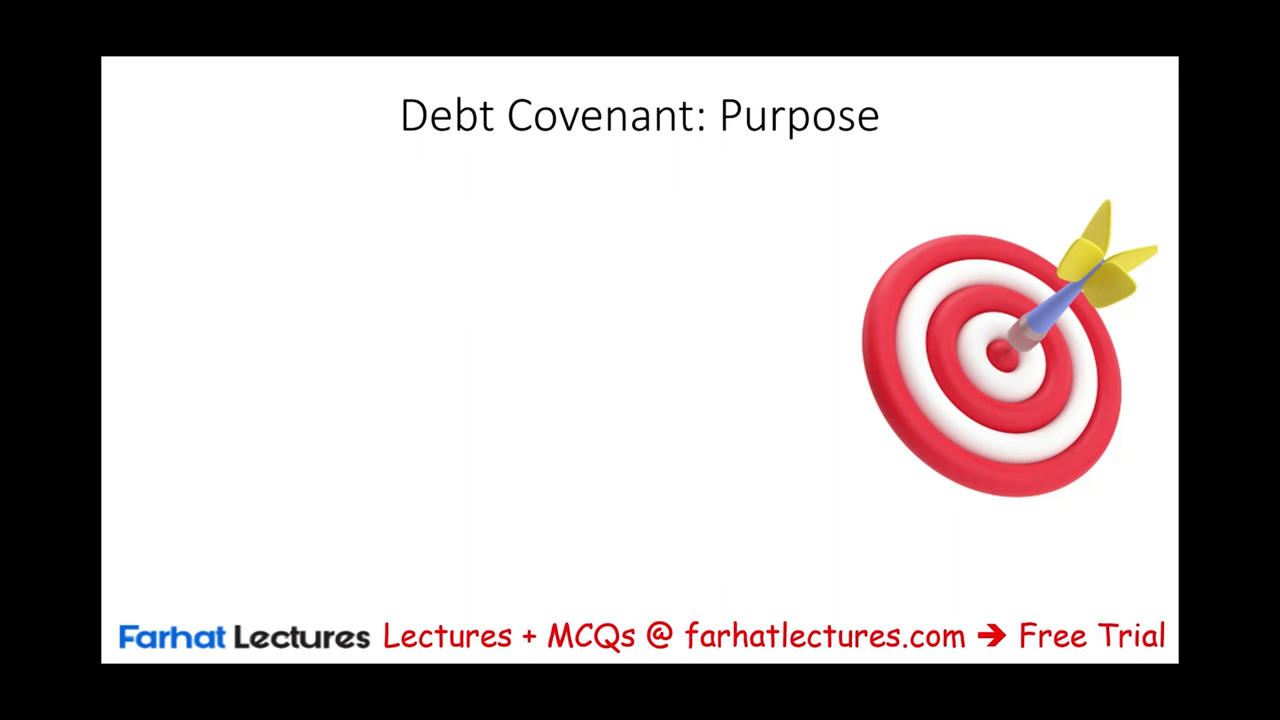 Debt Covenant: Purpose
Farhat Lectures Lectures + MCQs @ farhatlectures.com ➔ Free Trial